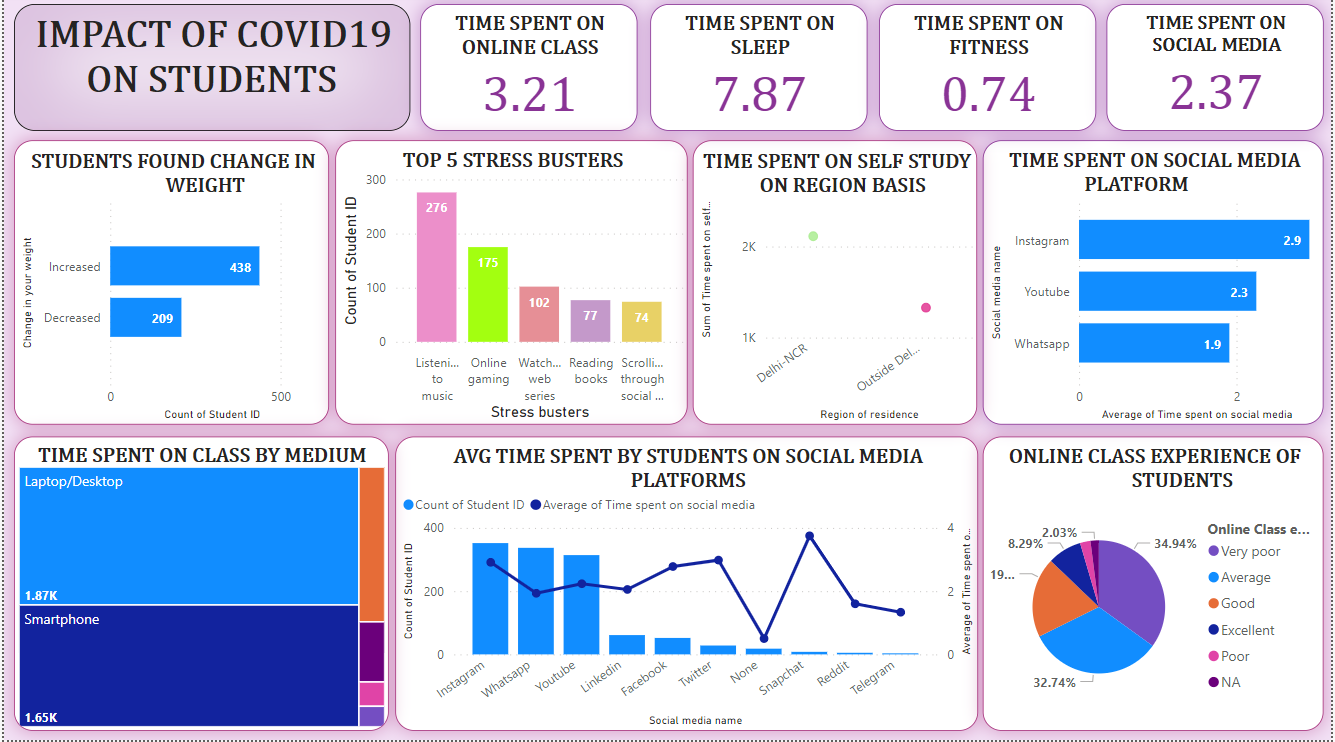 IMPACT OF COVID19
ON STUDENTS
TIME SPENT ON
ONLINE CLASS
3.21
TIME SPENT ON
SLEEP
7.87
TIME SPENT ON
FITNESS
0.74
TIME SPENT ON
SOCIAL MEDIA
2.37
STUDENTS FOUND CHANGE IN
WEIGHT
Change in your weight
Increased
438
Decreased
209
0
500
Count of Student ID
TOP 5 STRESS BUSTERS
Count of Student ID
300
200
100
0
276
175
102
77
74
Listeni...
to
music
Online
gaming
Watch...
web
series
Reading
books
Scrolli...
through
social ...
Stress busters
TIME SPENT ON SELF STUDY
ON REGION BASIS
Sum of Time spent on self...
2K
1K
Delhi-NCR
Outside Del...
Region of residence
TIME SPENT ON SOCIAL MEDIA
PLATFORM
Social media name
Instagram
2.9
Youtube
2.3
Whatsapp
1.9
0
2
Average of Time spent on social media
TIME SPENT ON CLASS BY MEDIUM
Laptop/Desktop
1.87K
Smartphone
1.65K
AVG TIME SPENT BY STUDENTS ON SOCIAL MEDIA
PLATFORMS
Count of Student ID
Average of Time spent on social media
Count of Student ID
400
200
0
4
2
0
Average of Time spent o...
Instagram
Whatsapp
Youtube
Linkedin
Facebook
Twitter
None
Snapchat
Reddit
Telegram
Social media name
ONLINE CLASS EXPERIENCE OF
STUDENTS
2.03%
8.29%
19...
34.94%
32.74%
Online Class e...
Very poor
Average
Good
Excellent
Poor
NA